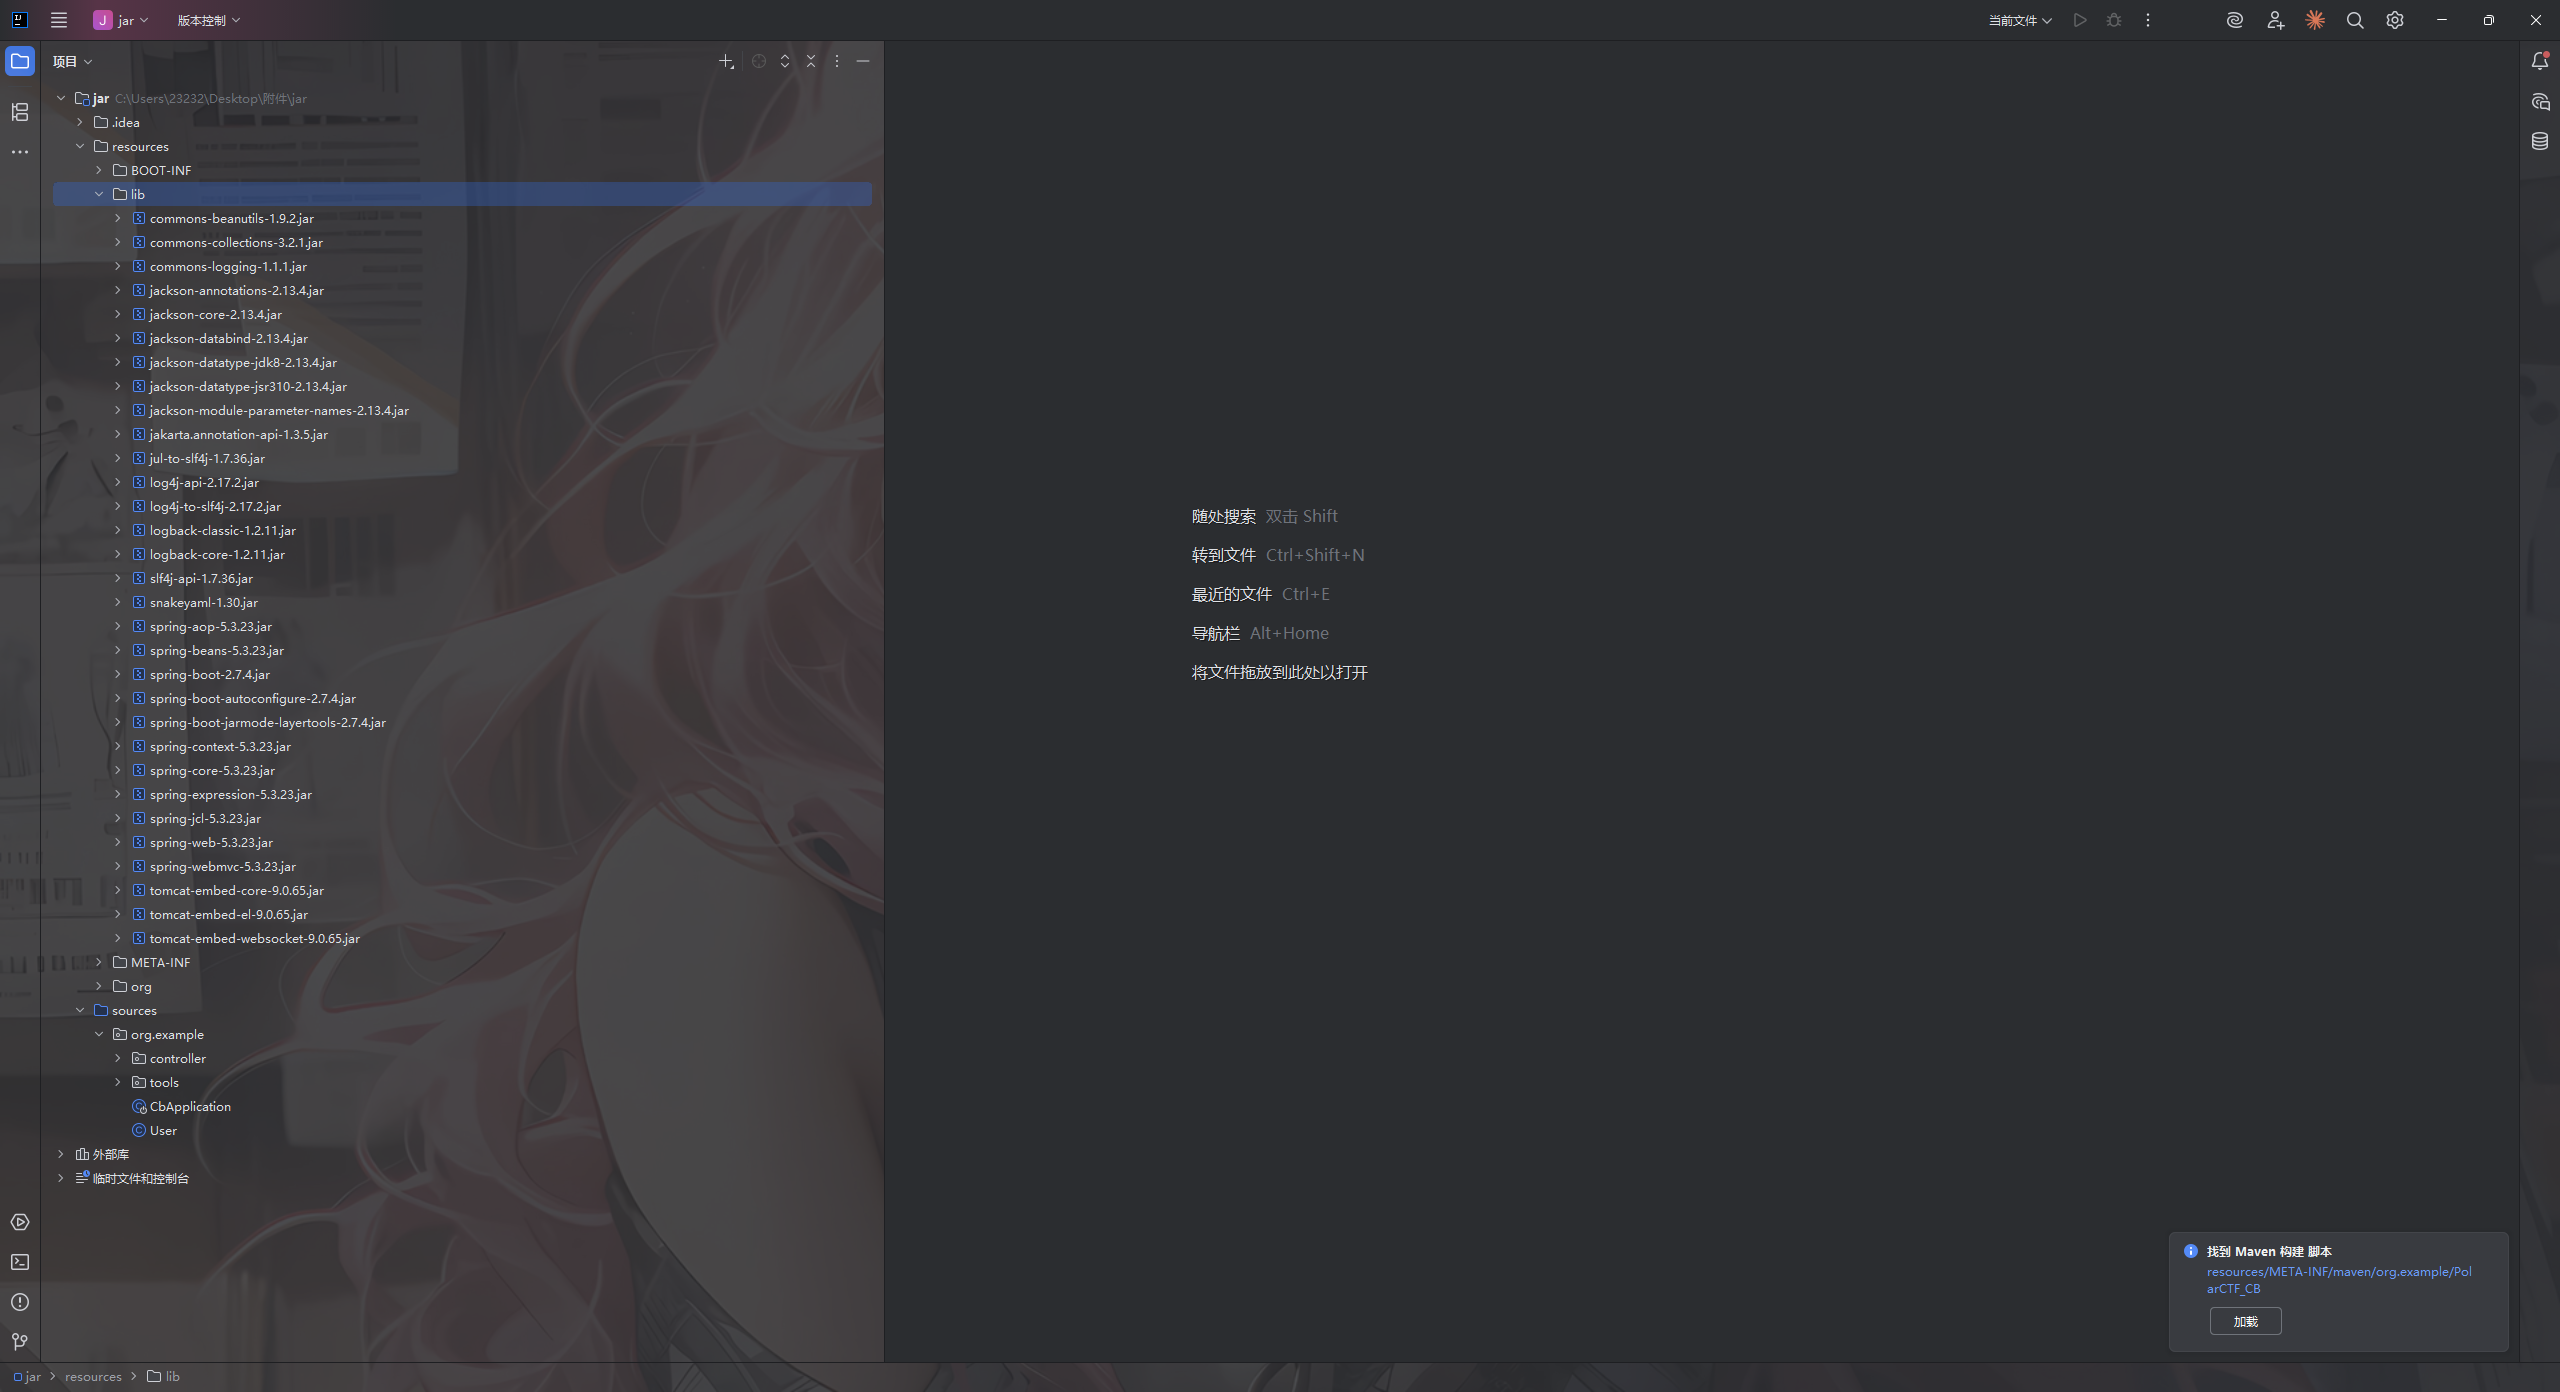 J jar 版本控制 当前文件
项目
jar C:\Users\23232\Desktop\附件\jar
.idea
resources
BOOT-INF
lib
commons-beanutils-1.9.2.jar
commons-collections-3.2.1.jar
commons-logging-1.1.1.jar
jackson-annotations-2.13.4.jar
jackson-core-2.13.4.jar
jackson-databind-2.13.4.jar
jackson-datatype-jdk8-2.13.4.jar
jackson-datatype-jsr310-2.13.4.jar
jackson-module-parameter-names-2.13.4.jar
jakarta.annotation-api-1.3.5.jar
jul-to-slf4j-1.7.36.jar
log4j-api-2.17.2.jar
log4j-to-slf4j-2.17.2.jar
logback-classic-1.2.11.jar
logback-core-1.2.11.jar
slf4j-api-1.7.36.jar
snakeyaml-1.30.jar
spring-aop-5.3.23.jar
spring-beans-5.3.23.jar
spring-boot-2.7.4.jar
spring-boot-autoconfigure-2.7.4.jar
spring-boot-jarmode-layertools-2.7.4.jar
spring-context-5.3.23.jar
spring-core-5.3.23.jar
spring-expression-5.3.23.jar
spring-jcl-5.3.23.jar
spring-web-5.3.23.jar
spring-webmvc-5.3.23.jar
tomcat-embed-core-9.0.65.jar
tomcat-embed-el-9.0.65.jar
tomcat-embed-websocket-9.0.65.jar
META-INF
org
sources
org.example
controller
tools
CbApplication
User
外部库
临时文件和控制台
随处搜索 双击 Shift
转到文件 Ctrl+Shift+N
最近的文件 Ctrl+E
导航栏 Alt+Home
将文件拖放到此处以打开
找到 Maven 构建 脚本
resources/META-INF/maven/org.example/Pol
arCTF_CB
加载
jar resources lib